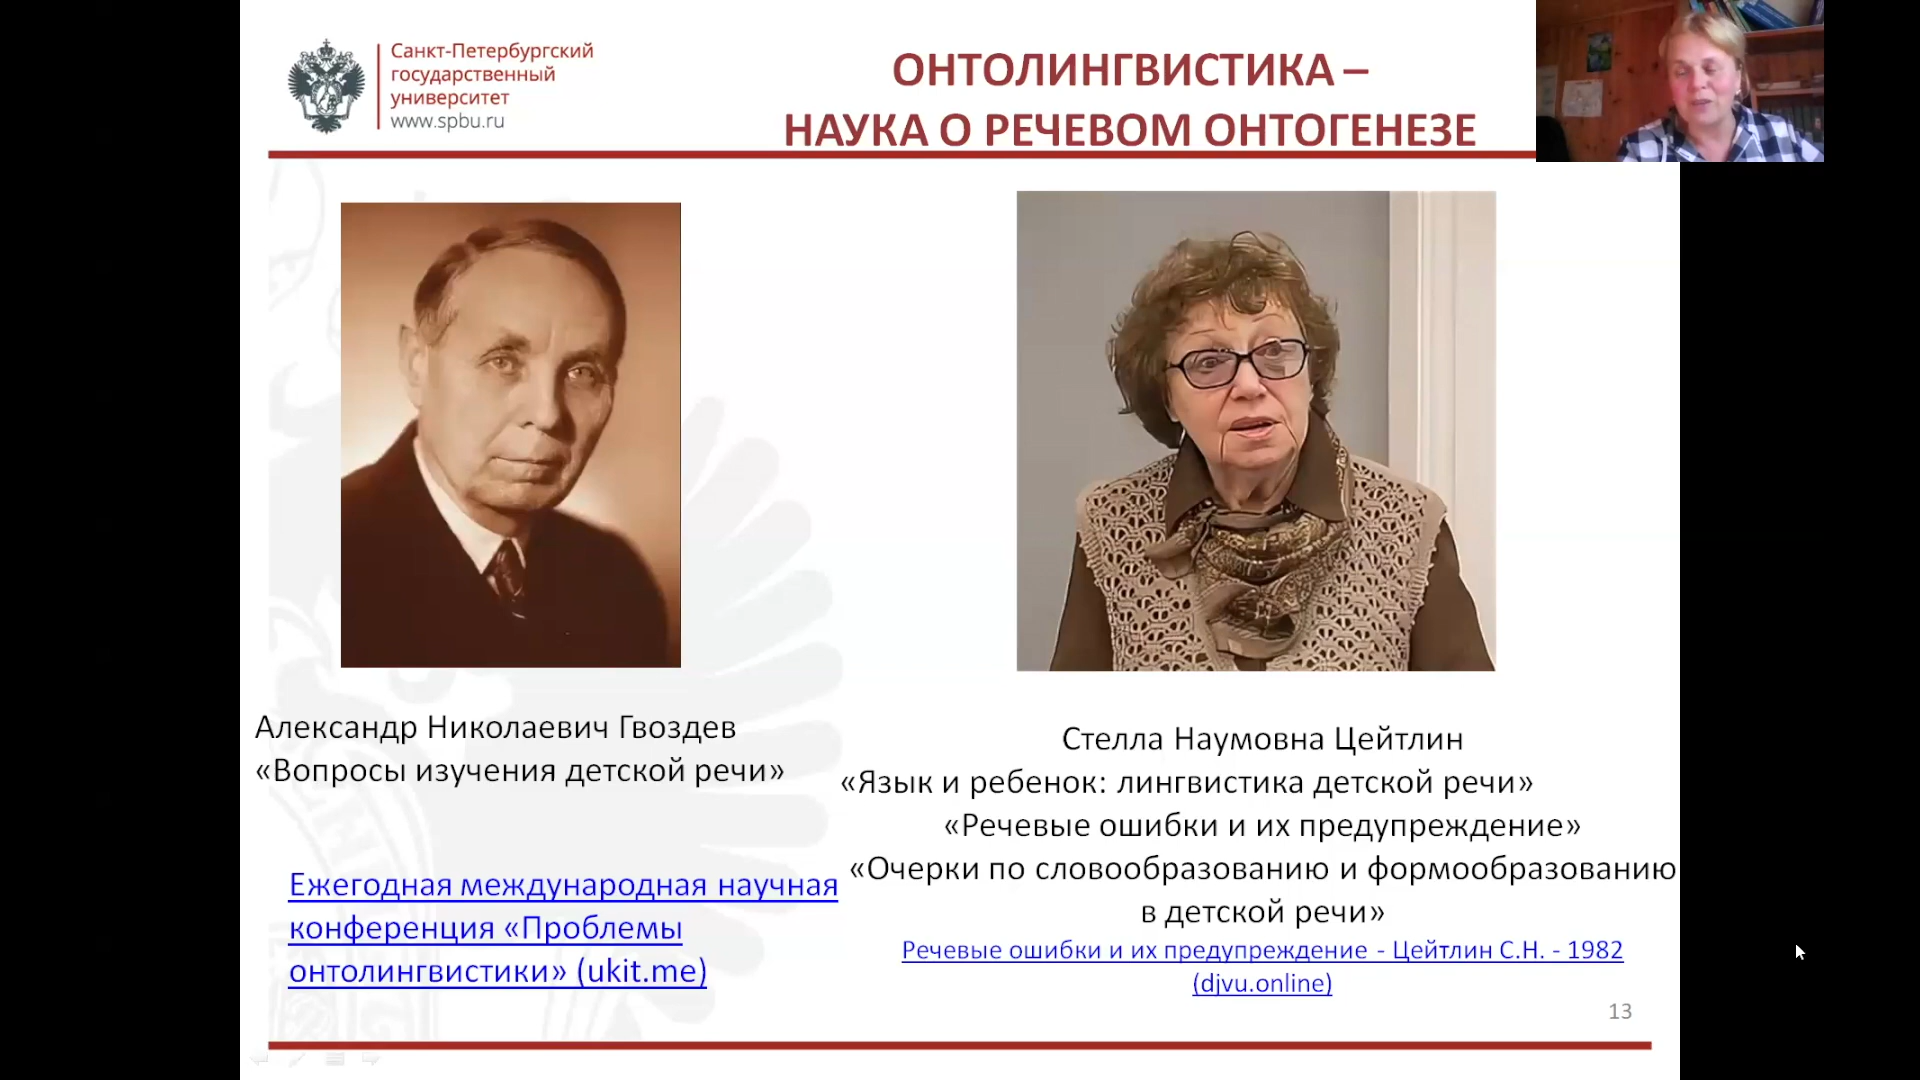 Санкт-Петербургский
государственный
университет
www.spbu.ru
ОНТОЛИНГВИСТИКА –
НАУКА О РЕЧЕВОМ ОНТОГЕНЕЗЕ
Александр Николаевич Гвоздев
«Вопросы изучения детской речи»
Ежегодная международная научная
конференция «Проблемы
онтолингвистики» (ukit.me)
Стелла Наумовна Цейтлин
«Язык и ребенок: лингвистика детской речи»
«Речевые ошибки и их предупреждение»
«Очерки по словообразованию и формообразованию
в детской речи»
Речевые ошибки и их предупреждение - Цейтлин С.Н. - 1982
(djvu.online)
13